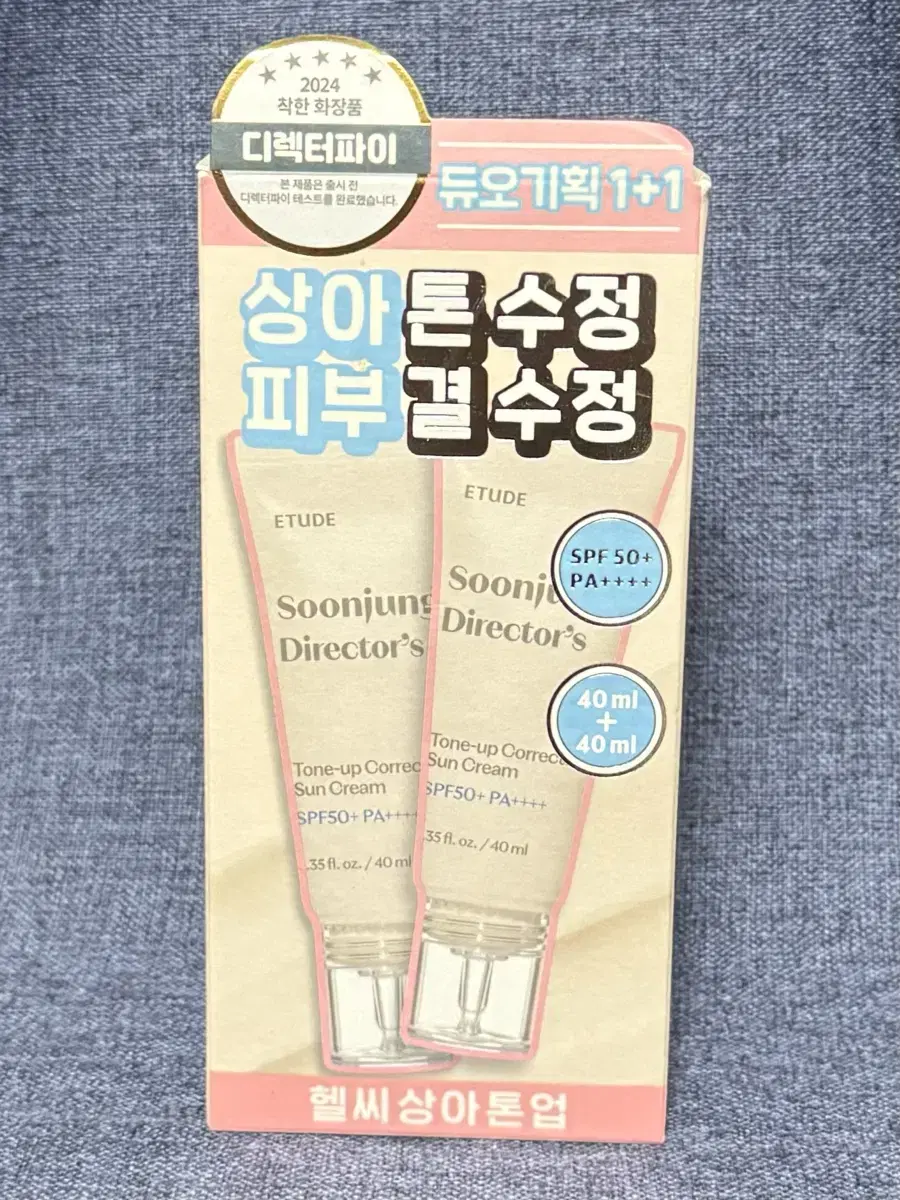 2024
착한 화장품
디렉터파이
본 제품은 출시 전
디렉터파이 테스트를 완료했습니다.
듀오기획 1+1
상아 톤 수정
피부 결 수정
ETUDE
Soonjung
Director's
Tone-up Correc
Sun Cream
SPF50+ PA++++
.35 fl. oz. / 40 ml
ETUDE
Soonju
Director's
Tone-up Correc
Sun Cream
SPF50+ PA++++
.35 fl. oz. / 40 ml
SPF 50+
PA++++
40 ml
+
40 ml
헬씨 상아 톤업